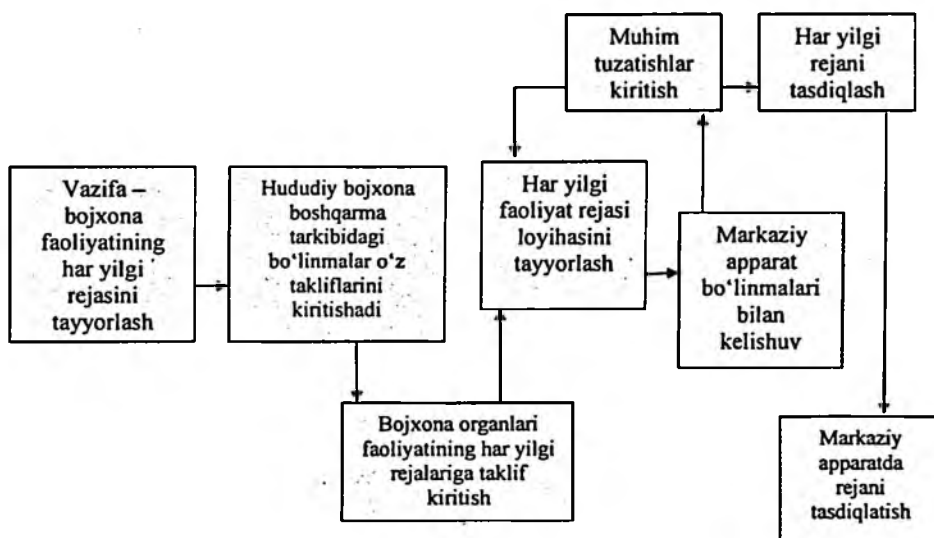 Vazifa –
bojxona
faoliyatining
har yilgi
rejasini
tayyorlash
Hududiy bojxona
boshqarma
tarkibidagi
bo‘linmalar o‘z
takliflarini
kiritishadi
Bojxona organlari
faoliyatining har yilgi
rejalariga taklif
kiritish
Har yilgi
faoliyat rejasi
loyihasini
tayyorlash
Markaziy
apparat
bo‘linmalari
bilan
kelishuv
Muhim
tuzatishlar
kiritish
Har yilgi
rejani
tasdiqlash
Markaziy
apparatda
rejani
tasdiqlatish